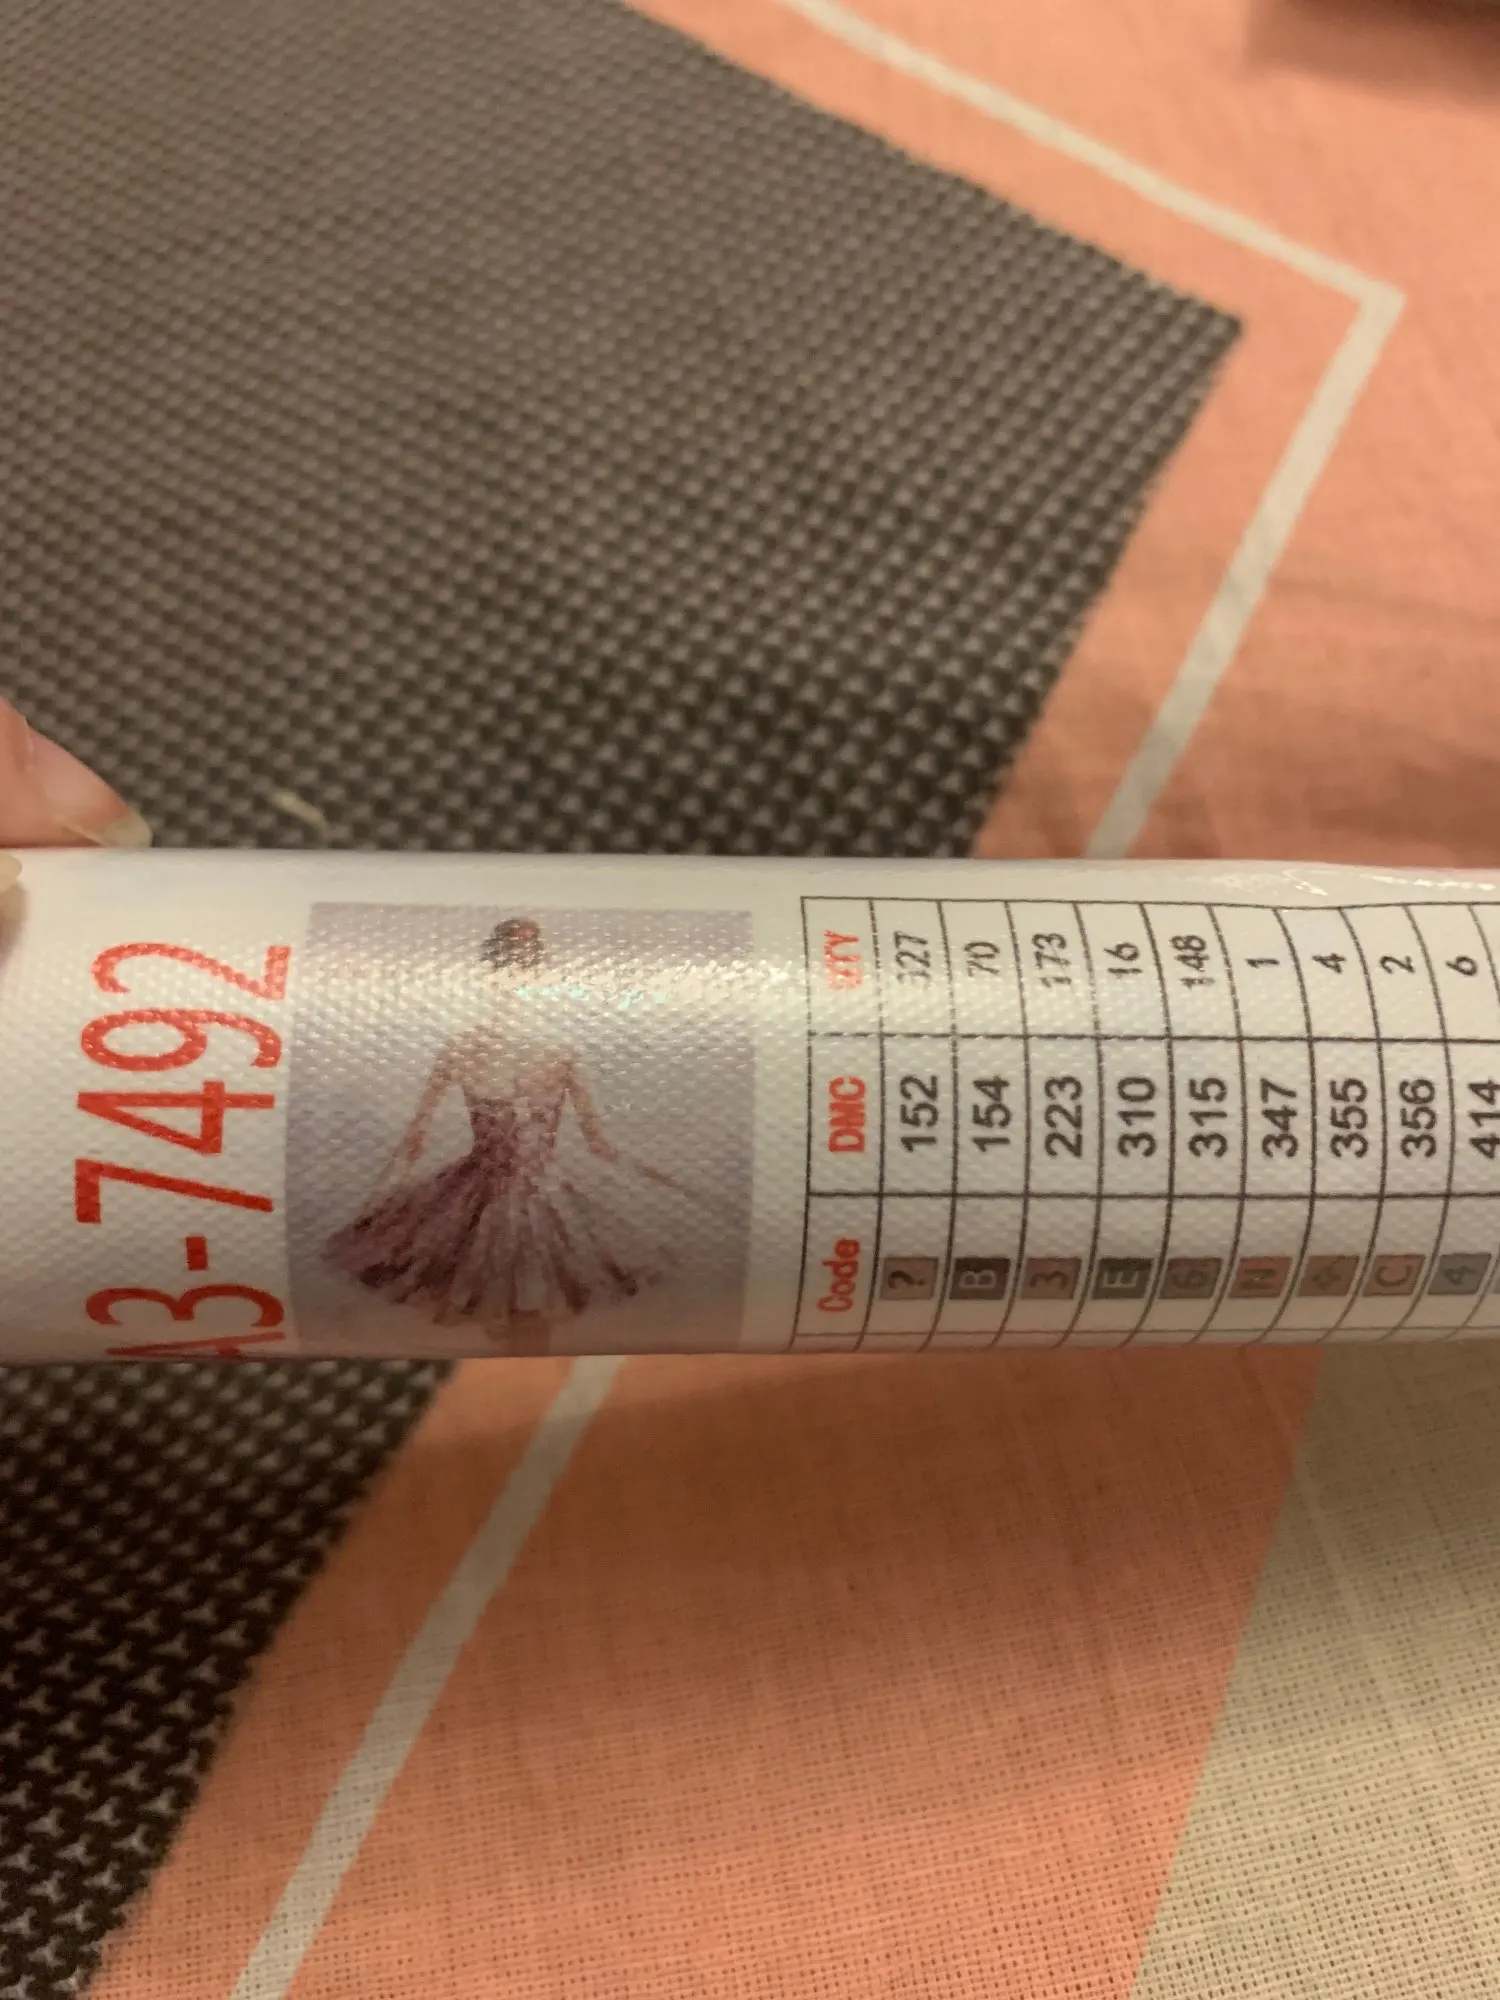 A3-7492
Code DMC QTY
? 152 327
B 154 70
3 223 173
E 310 16
315 148
H 347 1
355 4
C 356 2
4 414 6